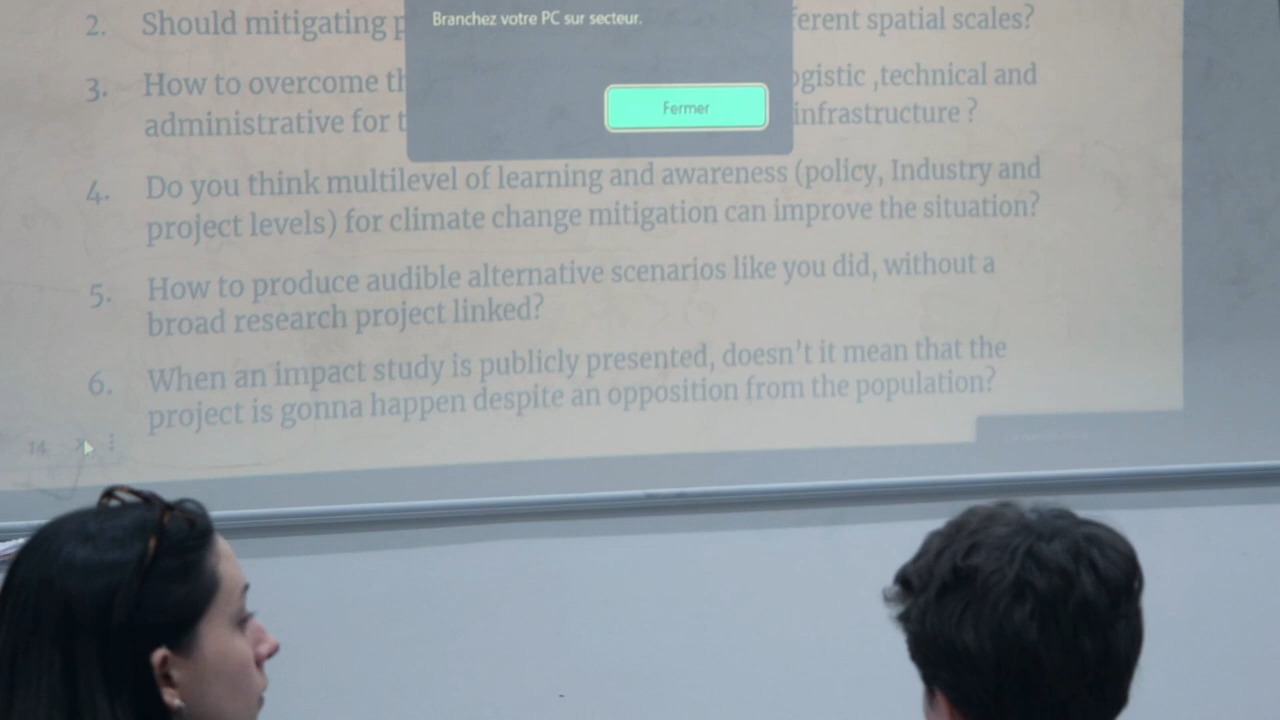 Branchez votre PC sur secteur.
Fermer
2. Should mitigating erent spatial scales?
3. How to overcome ,technical and
administrative for infrastructure ?
4. Do you think multilevel of learning and awareness (policy, Industry and
project levels) for climate change mitigation can improve the situation?
5. How to produce audible alternative scenarios like you did, without a
broad research project linked?
6. When an impact study is publicly presented, doesn't it mean that the
project is gonna happen despite an opposition from the population?
14